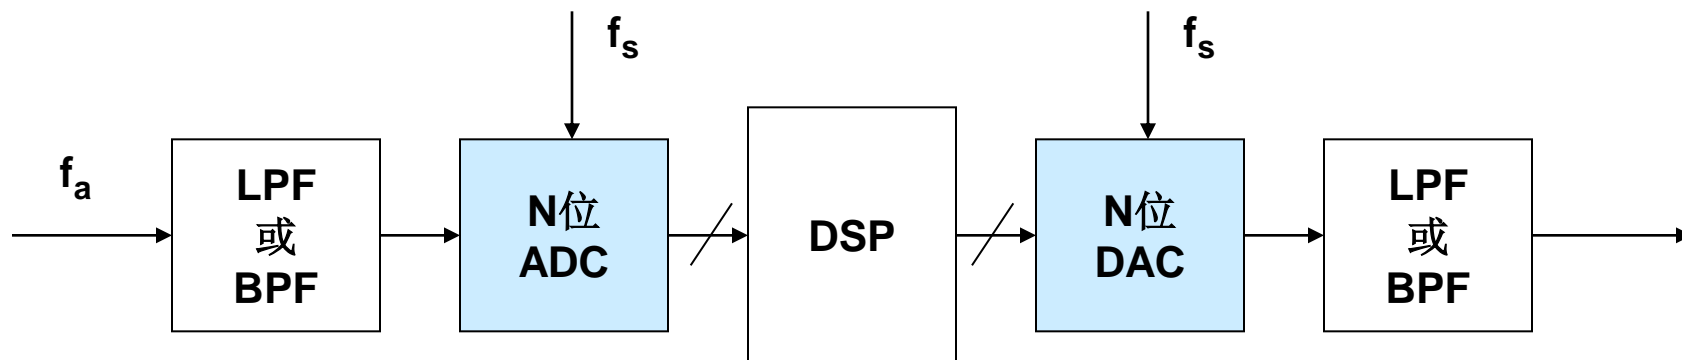 fs
fs
fa
LPF
或
BPF
N位
ADC
DSP
N位
DAC
LPF
或
BPF